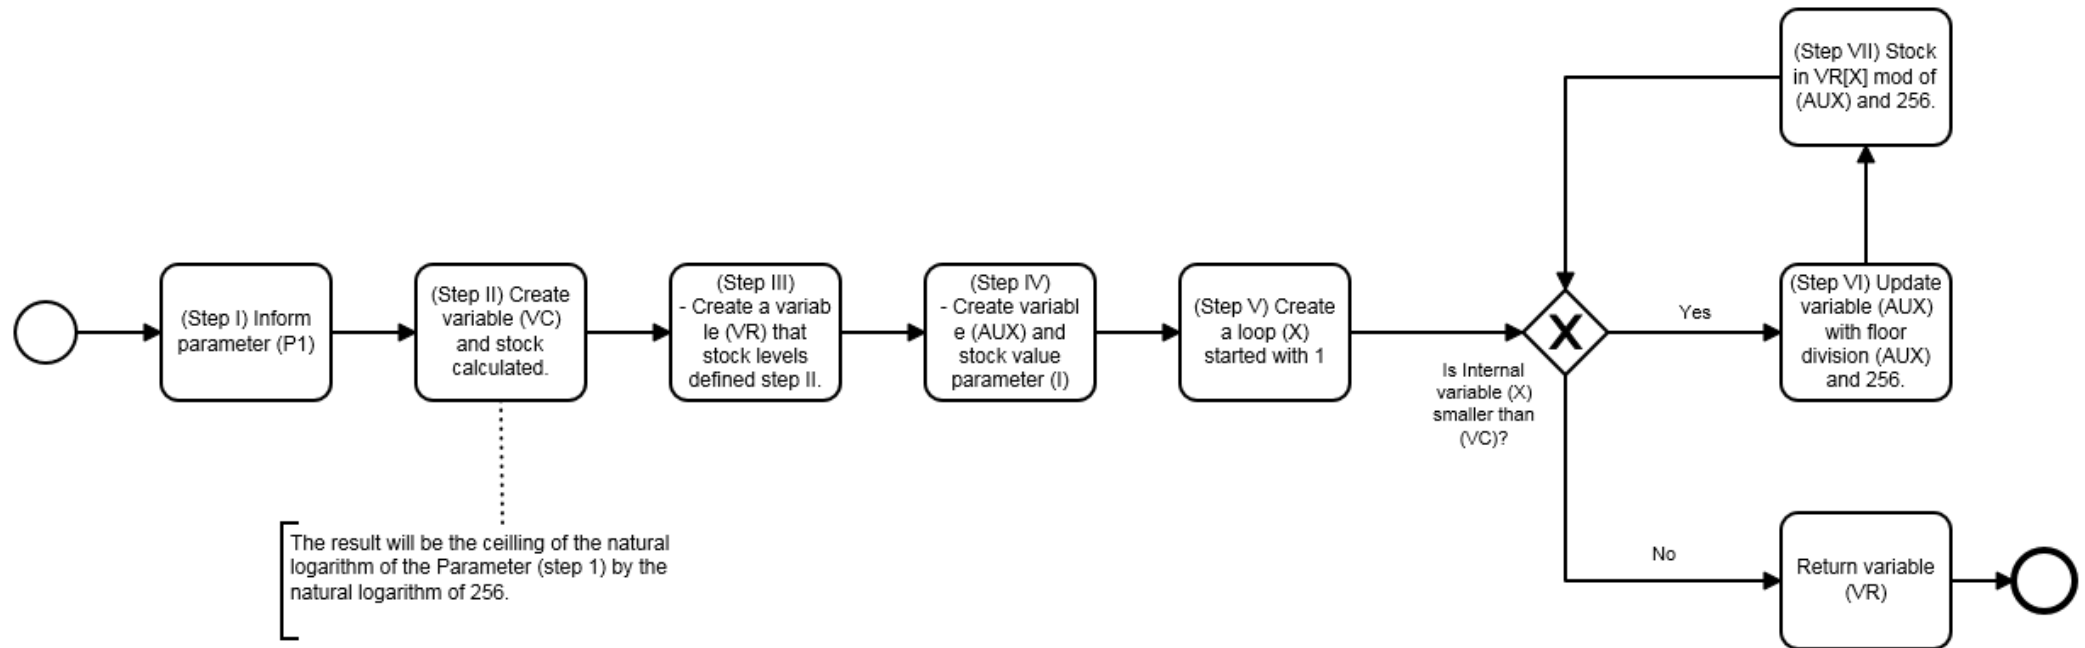 (Step I) Inform
parameter (P1)
(Step II) Create
variable (VC)
and stock
calculated.
(Step III)
- Create a variab
le (VR) that
stock levels
defined step II.
(Step IV)
- Create variabl
e (AUX) and
stock value
parameter (I)
(Step V) Create
a loop (X)
started with 1
X
Is Internal
variable (X)
smaller than
(VC)?
Yes
(Step VI) Update
variable (AUX)
with floor
division (AUX)
and 256.
(Step VII) Stock
in VR[X] mod of
(AUX) and 256.
No
Return variable
(VR)
The result will be the ceilling of the natural
logarithm of the Parameter (step 1) by the
natural logarithm of 256.